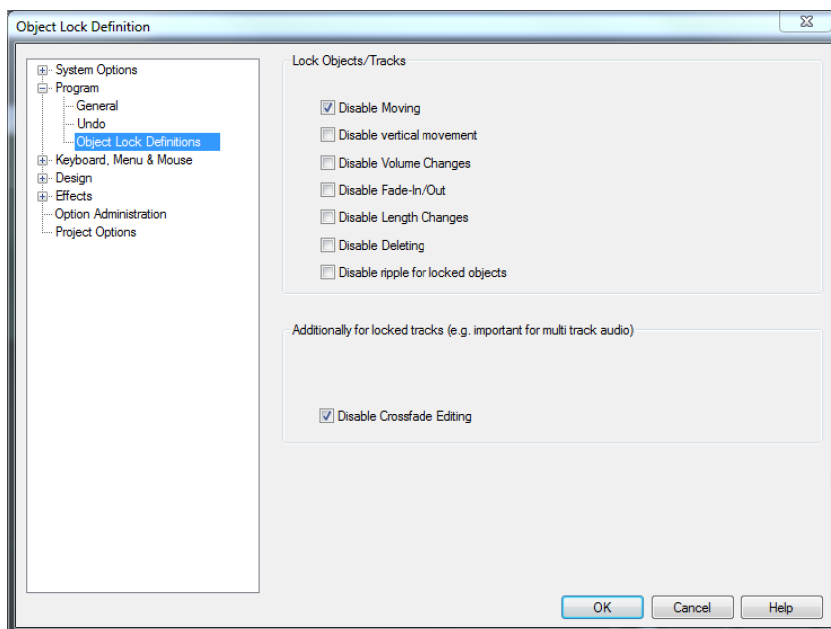 Object Lock Definition
System Options
Program
General
Undo
Object Lock Definitions
Keyboard, Menu & Mouse
Design
Effects
Option Administration
Project Options
Lock Objects/Tracks
Disable Moving
Disable vertical movement
Disable Volume Changes
Disable Fade-In/Out
Disable Length Changes
Disable Deleting
Disable ripple for locked objects
Additionally for locked tracks (e.g. important for multi track audio)
Disable Crossfade Editing
OK
Cancel
Help